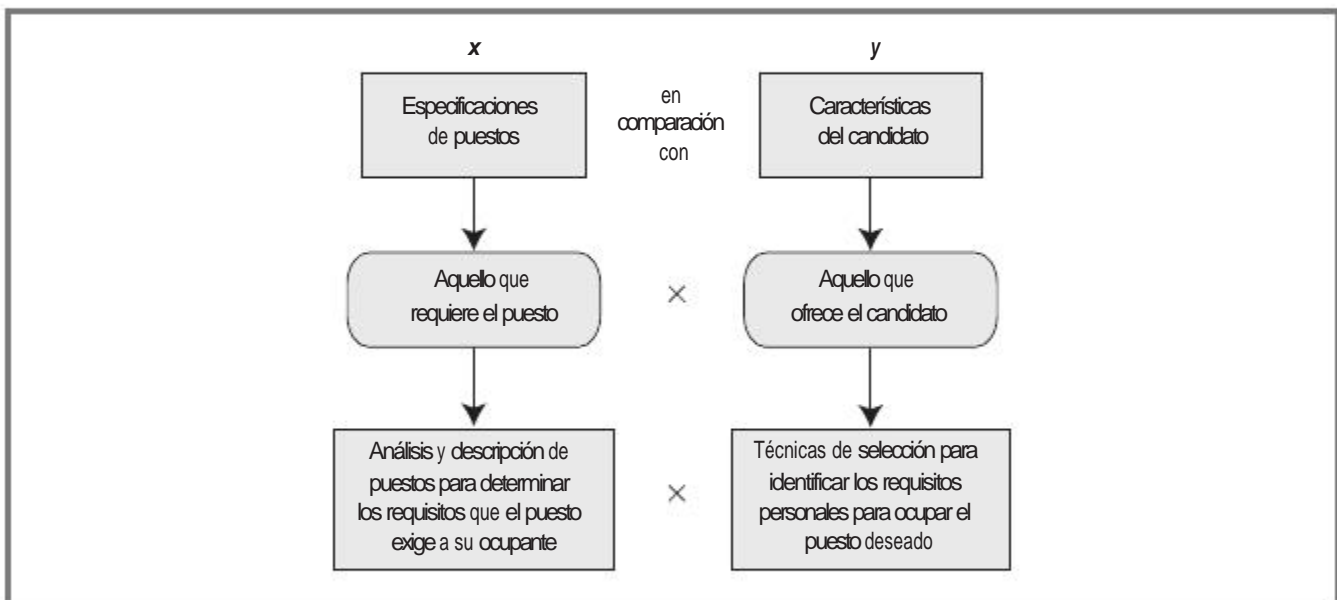 x
y
Especificaciones
de puestos
en
comparación
con
Características
del candidato
Aquello que
requiere el puesto
×
Aquello que
ofrece el candidato
Análisis y descripción de
puestos para determinar
los requisitos que el puesto
exige a su ocupante
×
Técnicas de selección para
identificar los requisitos
personales para ocupar el
puesto deseado